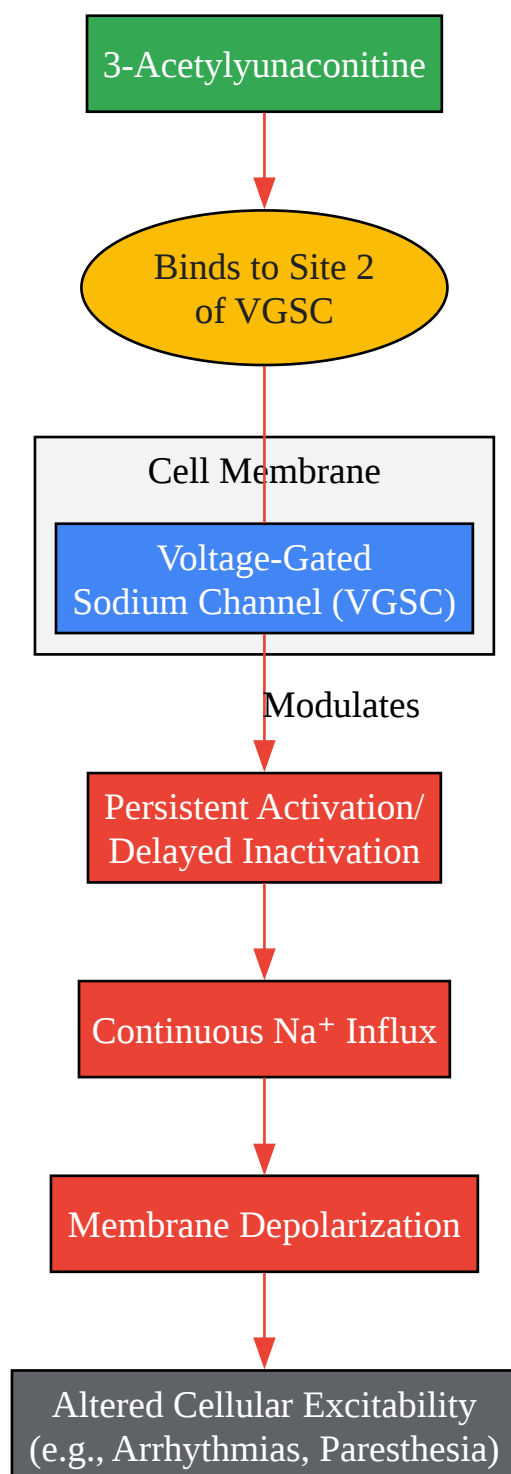 3-Acetylyunaconitine
Binds to Site 2
of VGSC
Cell Membrane
Voltage-Gated
Sodium Channel (VGSC)
Modulates
Persistent Activation/
Delayed Inactivation
Continuous Na⁺ Influx
Membrane Depolarization
Altered Cellular Excitability
(e.g., Arrhythmias, Paresthesia)